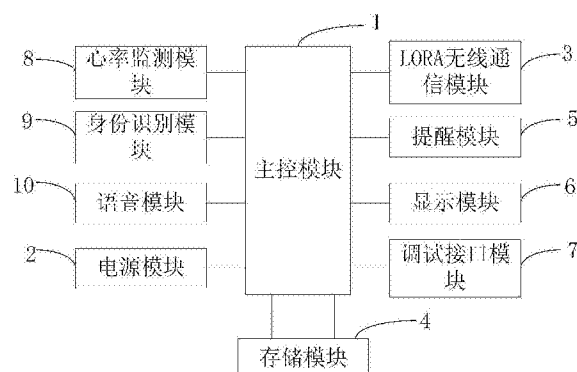 1
8
心率监测模
块
LORA无线通
信模块
3
9
身份识别模
块
提醒模块
5
主控模块
10
语音模块
显示模块
6
2
电源模块
调试接口模
块
7
4
存储模块